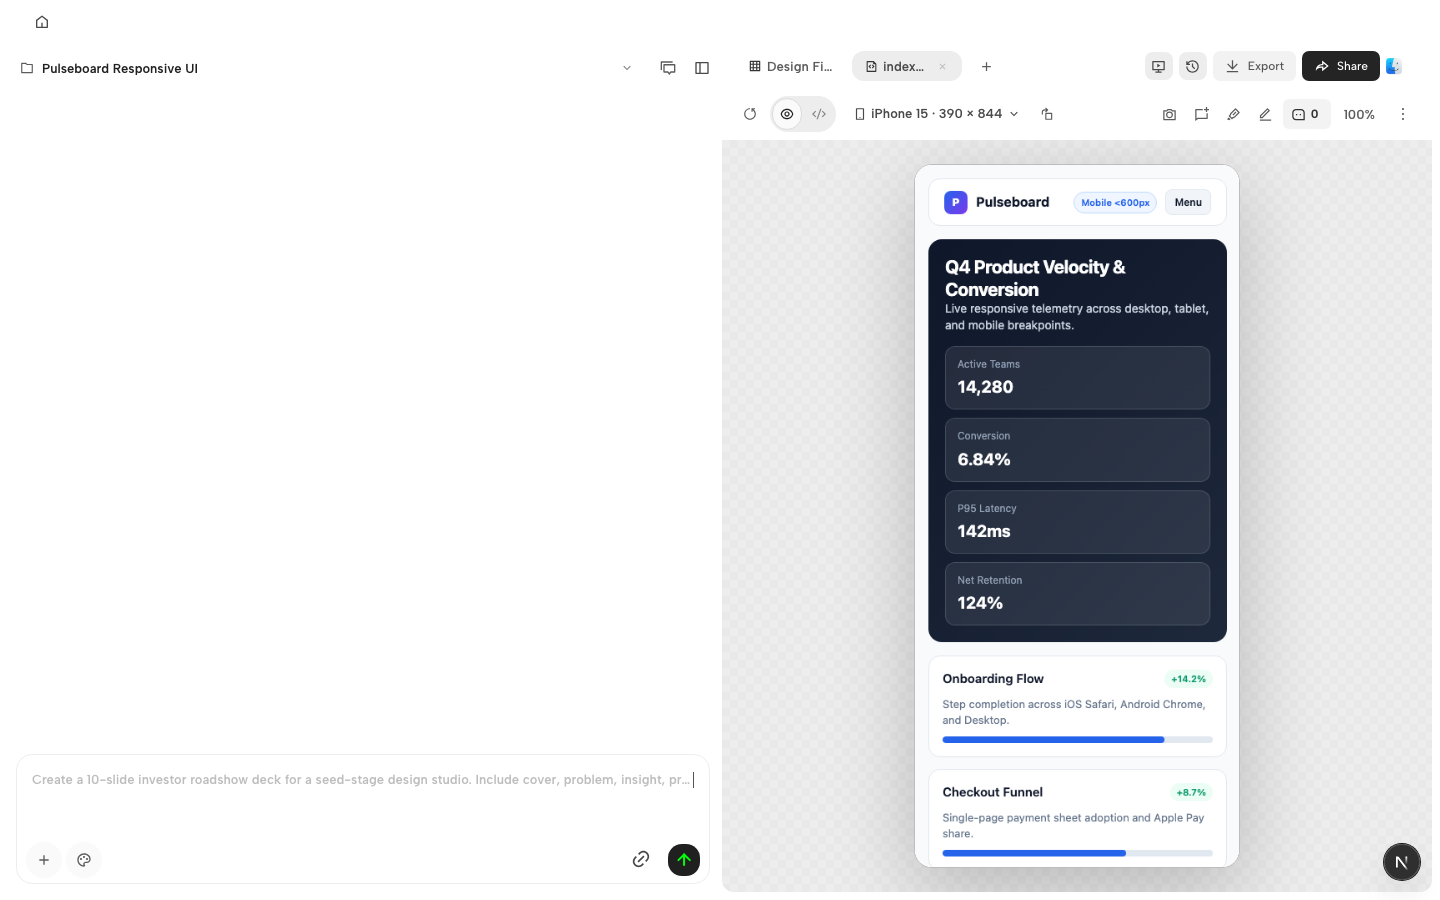 Pulseboard Responsive UI
Design Fi...
index...
Export
Share
iPhone 15 · 390 × 844
0
100%
P
Pulseboard
Mobile <600px
Menu
Q4 Product Velocity &
Conversion
Live responsive telemetry across desktop, tablet,
and mobile breakpoints.
Active Teams
14,280
Conversion
6.84%
P95 Latency
142ms
Net Retention
124%
Onboarding Flow
+14.2%
Step completion across iOS Safari, Android Chrome,
and Desktop.
Checkout Funnel
+8.7%
Single-page payment sheet adoption and Apple Pay
share.
Create a 10-slide investor roadshow deck for a seed-stage design studio. Include cover, problem, insight, pr...
N